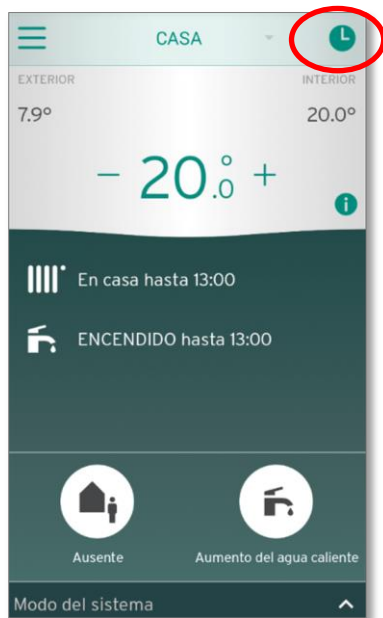 CASA
EXTERIOR INTERIOR
7.9° 20.0°
− 20.0° +
i
En casa hasta 13:00
ENCENDIDO hasta 13:00
Ausente Aumento del agua caliente
Modo del sistema